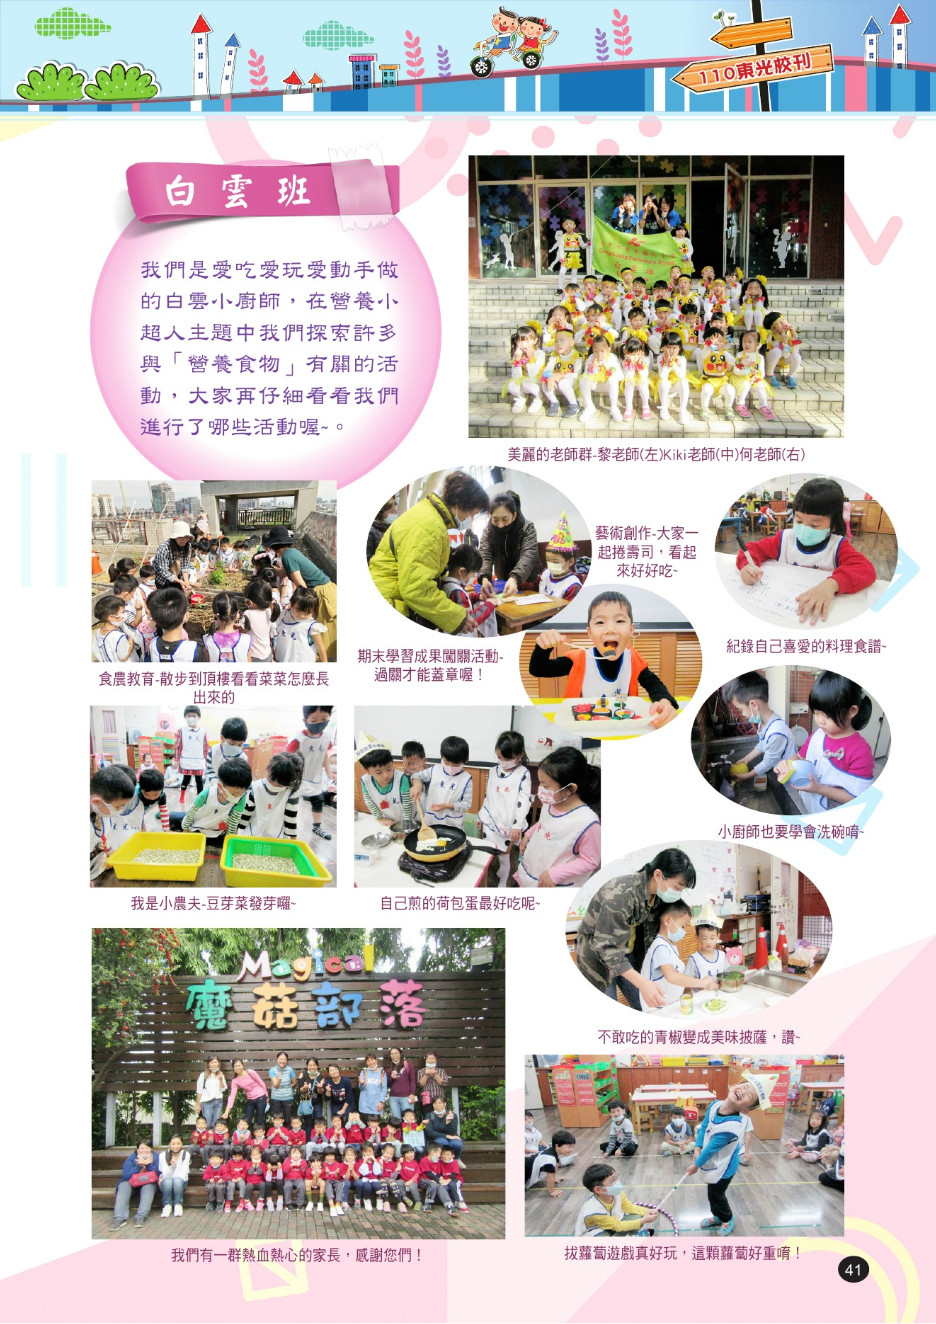 110東光校刊
白雲班
我們是愛吃愛玩愛動手做
的白雲小廚師，在營養小
超人主題中我們探索許多
與「營養食物」有關的活
動，大家再仔細看看我們
進行了哪些活動喔~。
美麗的老師群-黎老師(左)Kiki老師(中)何老師(右)
藝術創作-大家一
起捲壽司，看起
來好好吃~
紀錄自己喜愛的料理食譜~
期末學習成果闖關活動-
過關才能蓋章喔！
食農教育-散步到頂樓看看菜菜怎麼長
出來的
小廚師也要學會洗碗唷~
我是小農夫-豆芽菜發芽囉~
自己煎的荷包蛋最好吃呢~
Magical
魔菇部落
不敢吃的青椒變成美味披薩，讚~
我們有一群熱血熱心的家長，感謝您們！
拔蘿蔔遊戲真好玩，這顆蘿蔔好重唷！
41